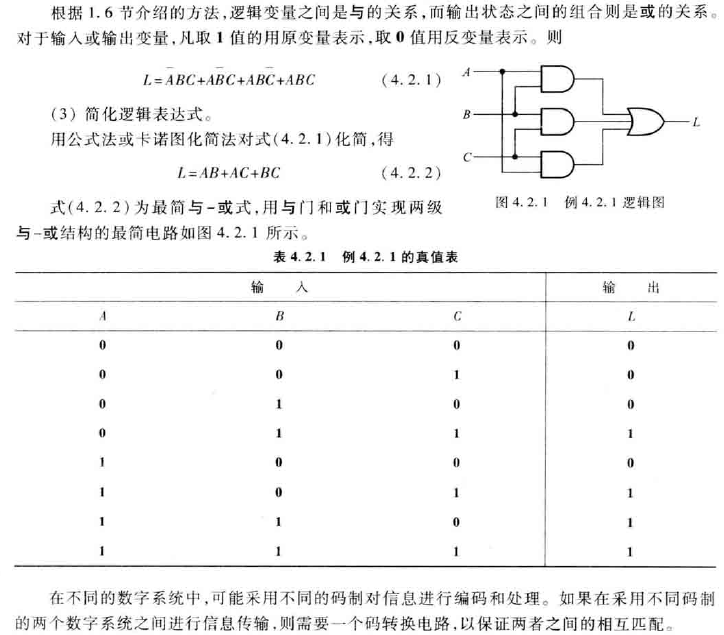 根据 1.6 节介绍的方法,逻辑变量之间是与的关系,而输出状态之间的组合则是或的关系。
对于输入或输出变量,凡取 1 值的用原变量表示,取 0 值用反变量表示。则
L=A̅BC+AB̅C+ABC̅+ABC (4.2.1)
(3) 简化逻辑表达式。
用公式法或卡诺图化简法对式(4.2.1)化简,得
L=AB+AC+BC (4.2.2)
式(4.2.2)为最简与-或式,用与门和或门实现两级
与-或结构的最简电路如图 4.2.1 所示。
A
B
C
L
图 4.2.1 例 4.2.1 逻辑图
表 4.2.1 例 4.2.1 的真值表
输 入 输 出
A B C L
0 0 0 0
0 0 1 0
0 1 0 0
0 1 1 1
1 0 0 0
1 0 1 1
1 1 0 1
1 1 1 1
在不同的数字系统中,可能采用不同的码制对信息进行编码和处理。如果在采用不同码制
的两个数字系统之间进行信息传输,则需要一个码转换电路,以保证两者之间的相互匹配。